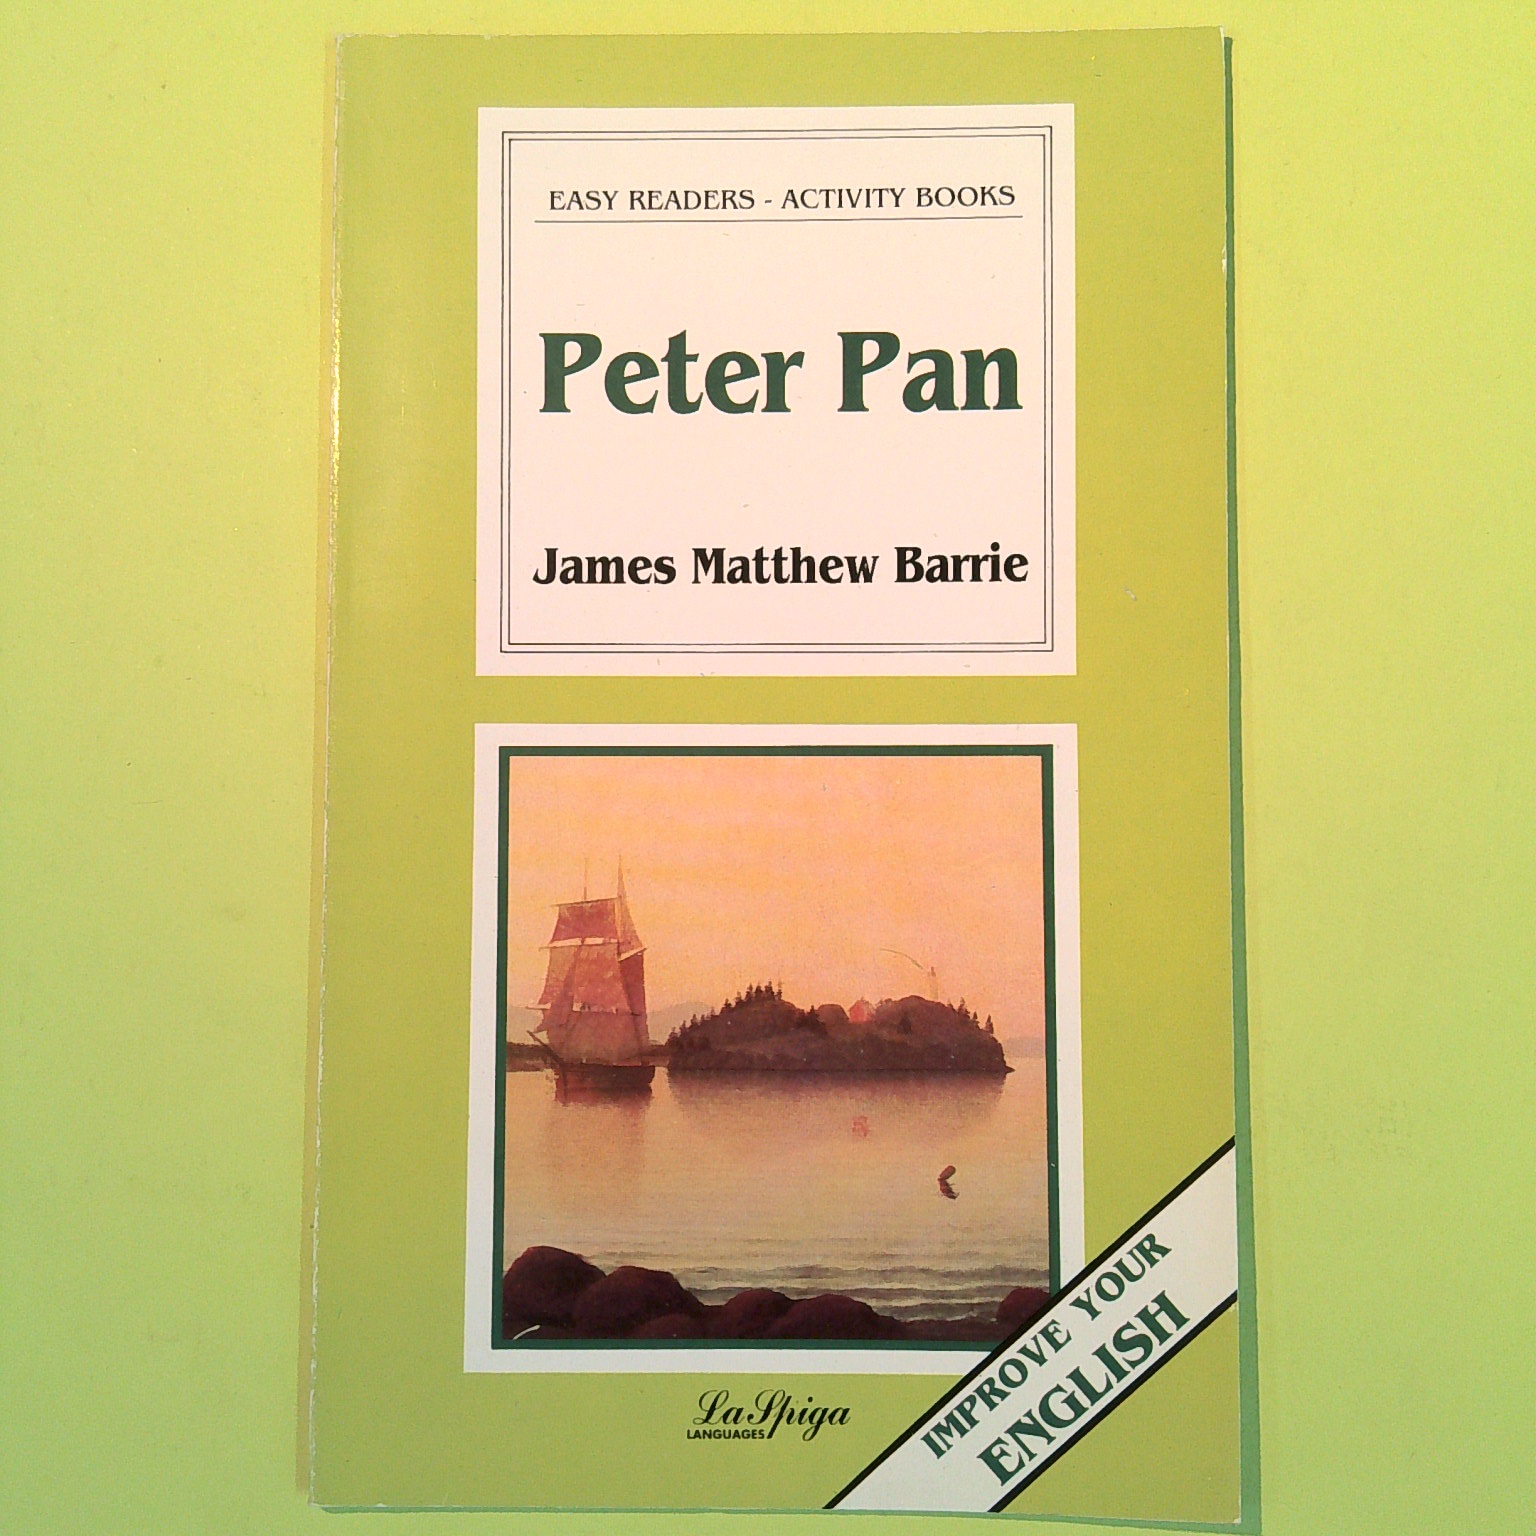 EASY READERS - ACTIVITY BOOKS
Peter Pan
James Matthew Barrie
IMPROVE YOUR
ENGLISH
La Spiga
LANGUAGES